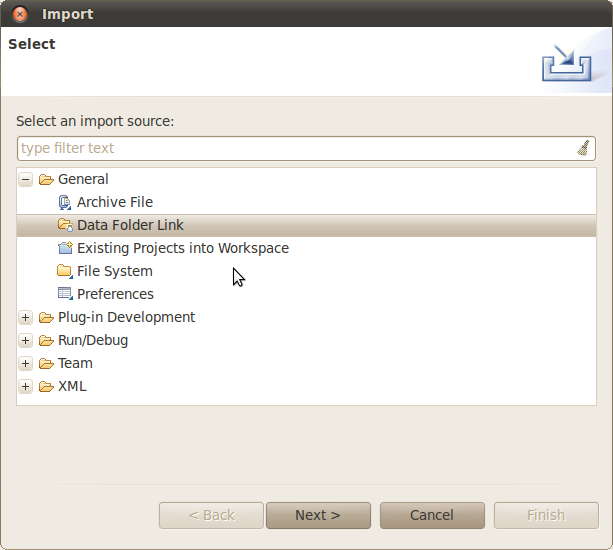 Import
Select
Select an import source:
type filter text
General
Archive File
Data Folder Link
Existing Projects into Workspace
File System
Preferences
Plug-in Development
Run/Debug
Team
XML
< Back Next > Cancel Finish